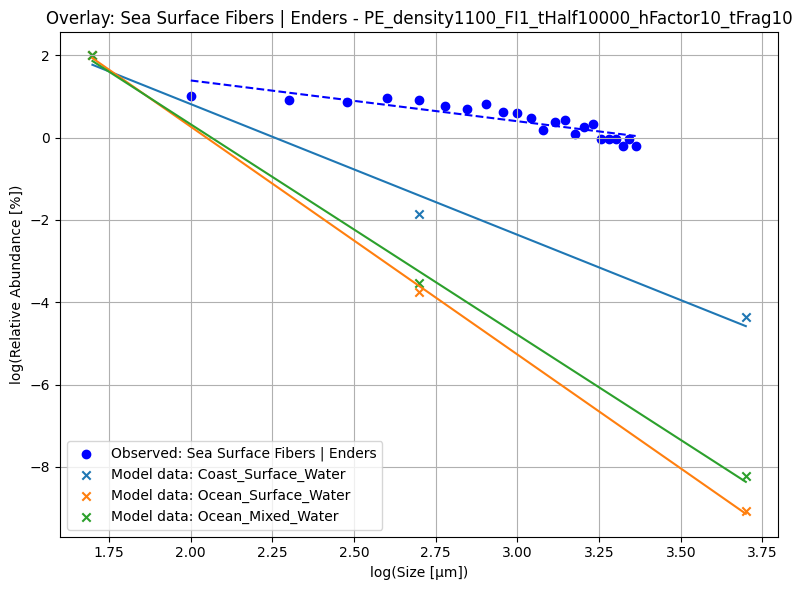 Overlay: Sea Surface Fibers | Enders - PE_density1100_FI1_tHalf10000_hFactor10_tFrag10
log(Relative Abundance [%])
2
0
−2
−4
−6
−8
Observed: Sea Surface Fibers | Enders
Model data: Coast_Surface_Water
Model data: Ocean_Surface_Water
Model data: Ocean_Mixed_Water
1.75 2.00 2.25 2.50 2.75 3.00 3.25 3.50 3.75
log(Size [μm])